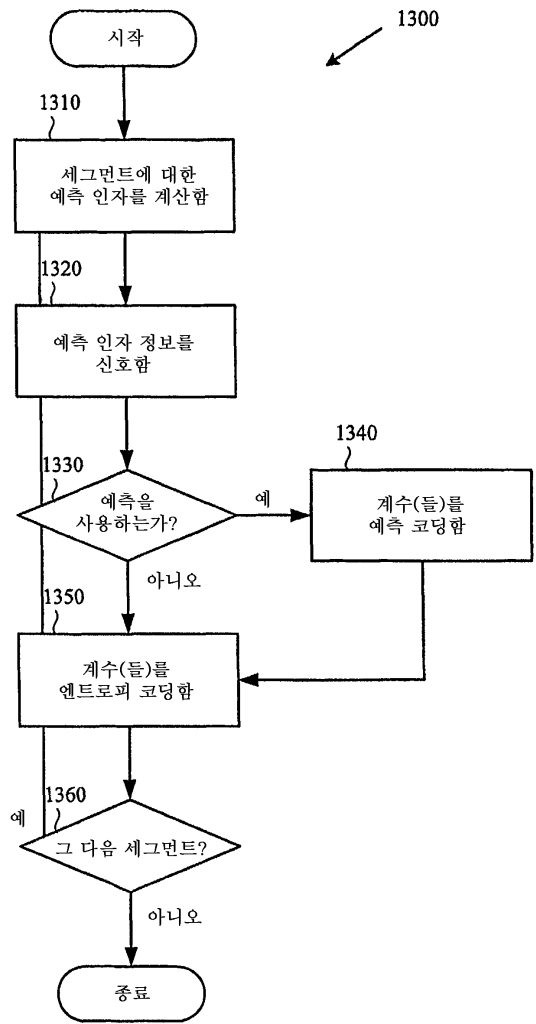 1300
시작
1310
세그먼트에 대한
예측 인자를 계산함
1320
예측 인자 정보를
신호함
1330
예측을
사용하는가?
예
1340
계수(들)를
예측 코딩함
아니오
1350
계수(들)를
엔트로피 코딩함
예
1360
그 다음 세그먼트?
아니오
종료